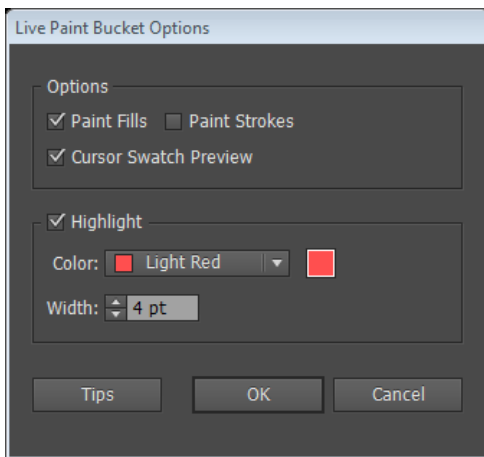 Live Paint Bucket Options
Options
Paint Fills Paint Strokes
Cursor Swatch Preview
Highlight
Color: Light Red
Width: 4 pt
Tips OK Cancel